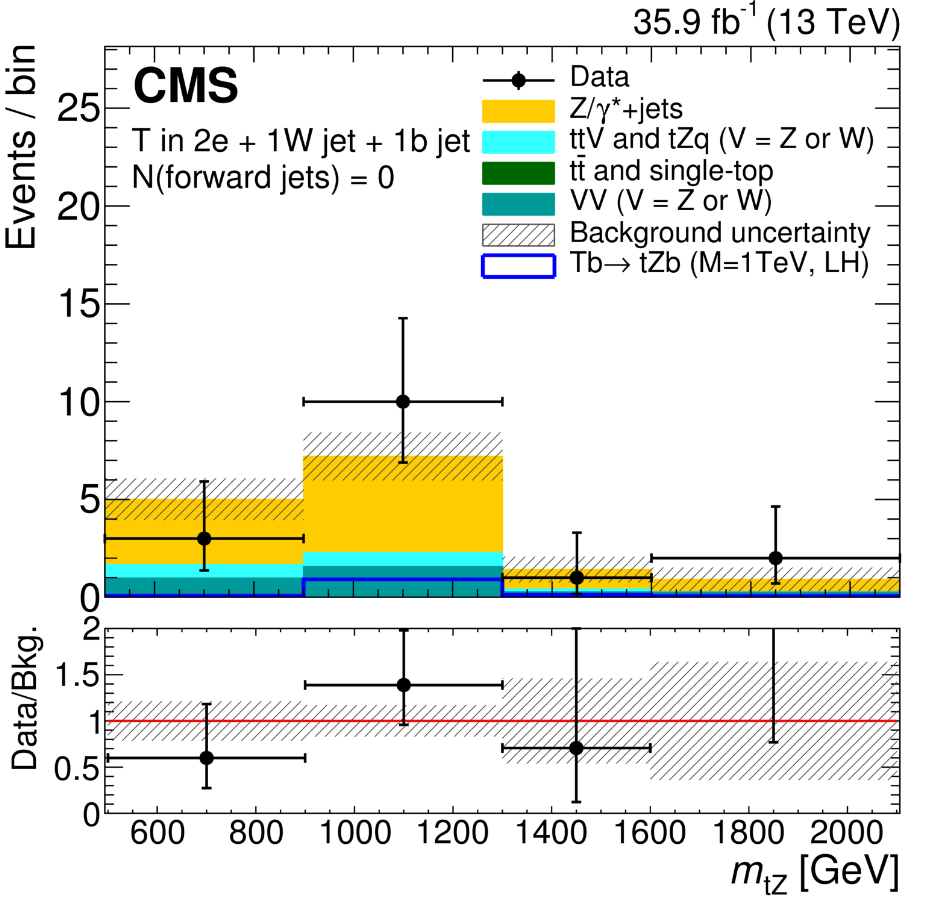 35.9 fb⁻¹ (13 TeV)
Events / bin
CMS
T in 2e + 1W jet + 1b jet
N(forward jets) = 0
Data
Z/γ*+jets
ttV and tZq (V = Z or W)
tt̄ and single-top
VV (V = Z or W)
Background uncertainty
Tb→ tZb (M=1TeV, LH)
25
20
15
10
5
0
Data/Bkg.
2
1.5
1
0.5
0
600 800 1000 1200 1400 1600 1800 2000
m_tZ [GeV]